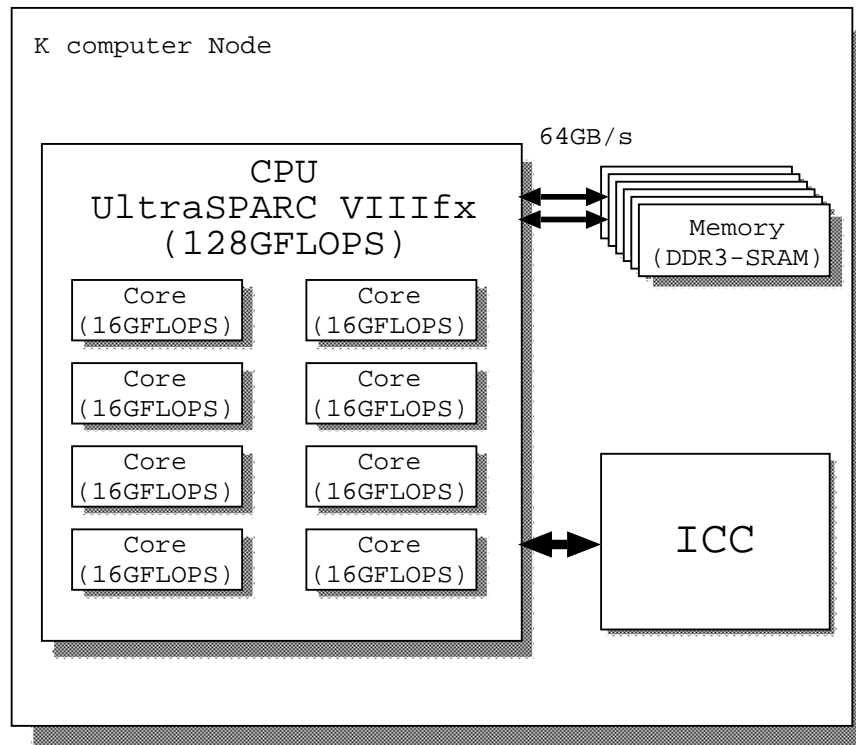 K computer Node
64GB/s
CPU
UltraSPARC VIIIfx
(128GFLOPS)
Memory
(DDR3-SRAM)
Core
(16GFLOPS)
Core
(16GFLOPS)
Core
(16GFLOPS)
Core
(16GFLOPS)
Core
(16GFLOPS)
Core
(16GFLOPS)
Core
(16GFLOPS)
Core
(16GFLOPS)
ICC